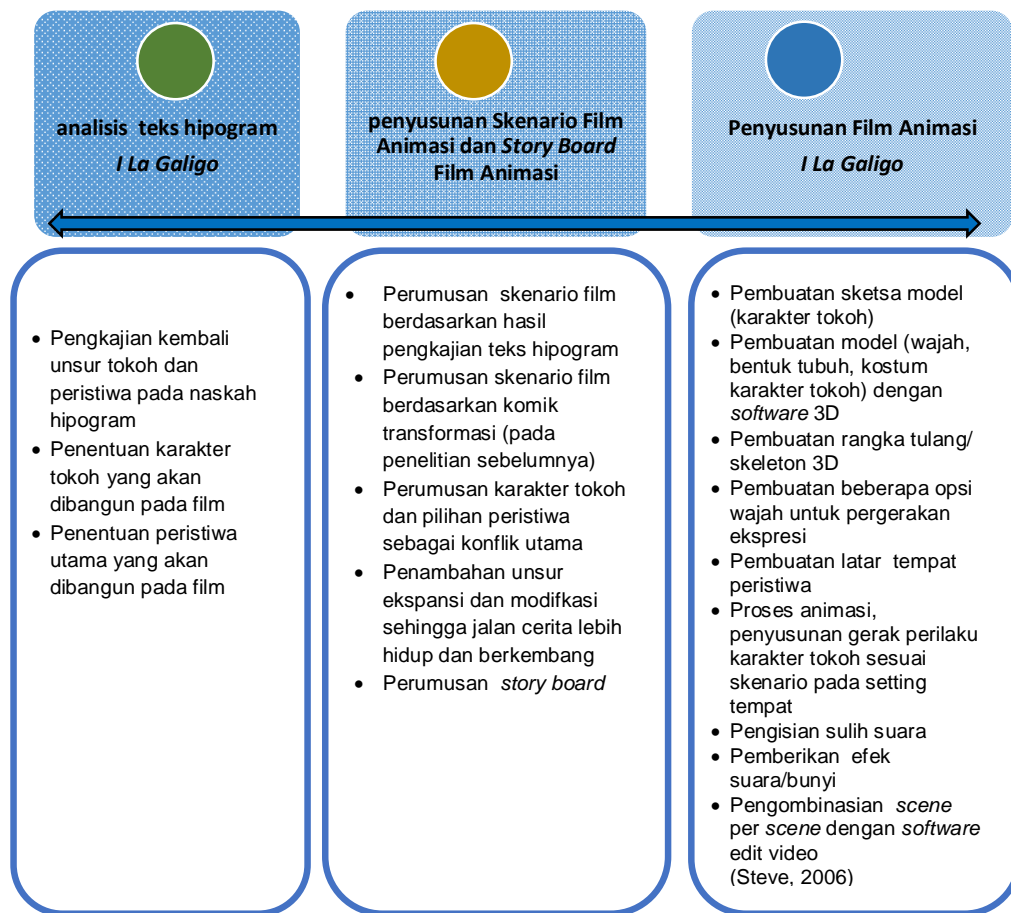 analisis teks hipogram
I La Galigo
penyusunan Skenario Film
Animasi dan Story Board
Film Animasi
Penyusunan Film Animasi
I La Galigo
• Pengkajian kembali
unsur tokoh dan
peristiwa pada naskah
hipogram
• Penentuan karakter
tokoh yang akan
dibangun pada film
• Penentuan peristiwa
utama yang akan
dibangun pada film
• Perumusan skenario film
berdasarkan hasil
pengkajian teks hipogram
• Perumusan skenario film
berdasarkan komik
transformasi (pada
penelitian sebelumnya)
• Perumusan karakter tokoh
dan pilihan peristiwa
sebagai konflik utama
• Penambahan unsur
ekspansi dan modifkasi
sehingga jalan cerita lebih
hidup dan berkembang
• Perumusan story board
• Pembuatan sketsa model
(karakter tokoh)
• Pembuatan model (wajah,
bentuk tubuh, kostum
karakter tokoh) dengan
software 3D
• Pembuatan rangka tulang/
skeleton 3D
• Pembuatan beberapa opsi
wajah untuk pergerakan
ekspresi
• Pembuatan latar tempat
peristiwa
• Proses animasi,
penyusunan gerak perilaku
karakter tokoh sesuai
skenario pada setting
tempat
• Pengisian sulih suara
• Pemberikan efek
suara/bunyi
• Pengombinasian scene
per scene dengan software
edit video
(Steve, 2006)